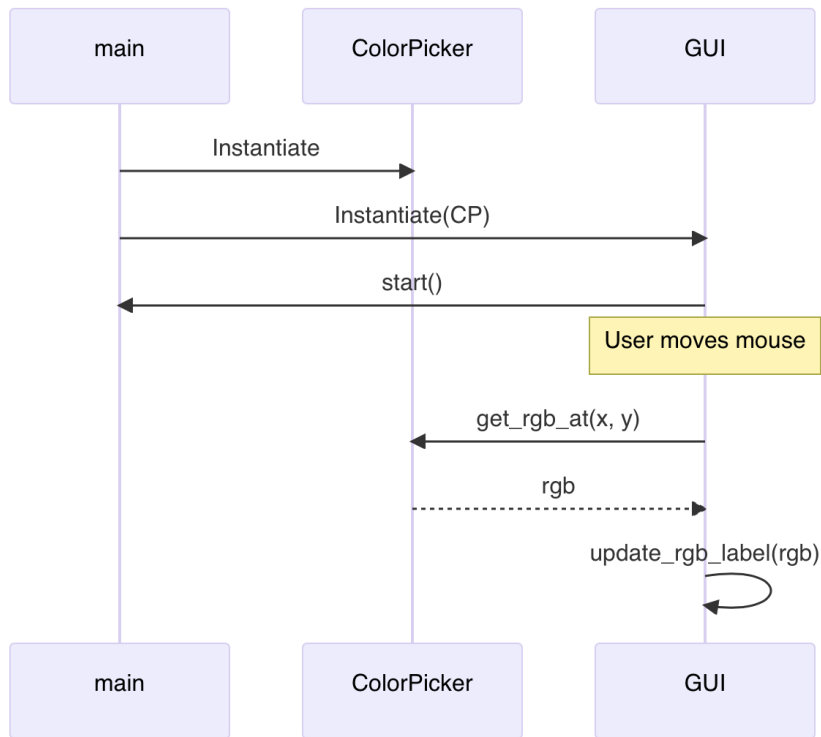 main
ColorPicker
GUI
Instantiate
Instantiate(CP)
start()
User moves mouse
get_rgb_at(x, y)
rgb
update_rgb_label(rgb)
main
ColorPicker
GUI